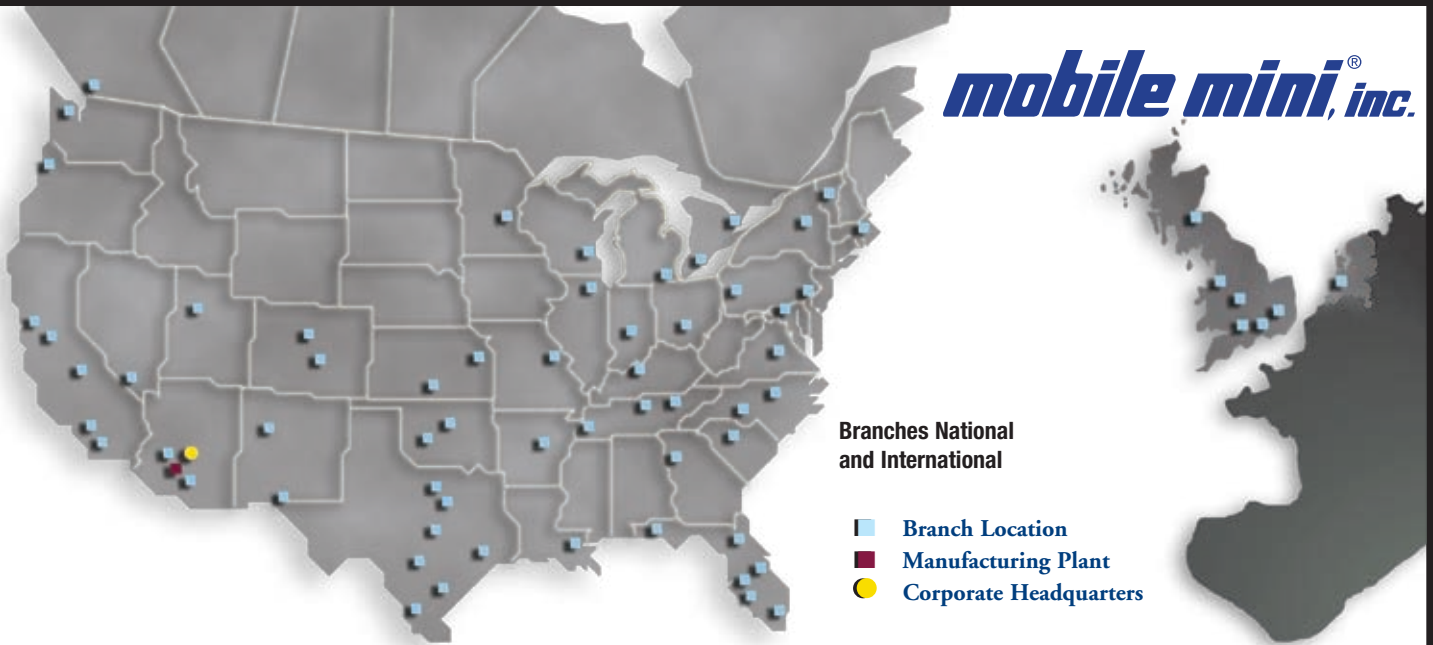 mobile mini, inc.®
Branches National
and International
Branch Location
Manufacturing Plant
Corporate Headquarters